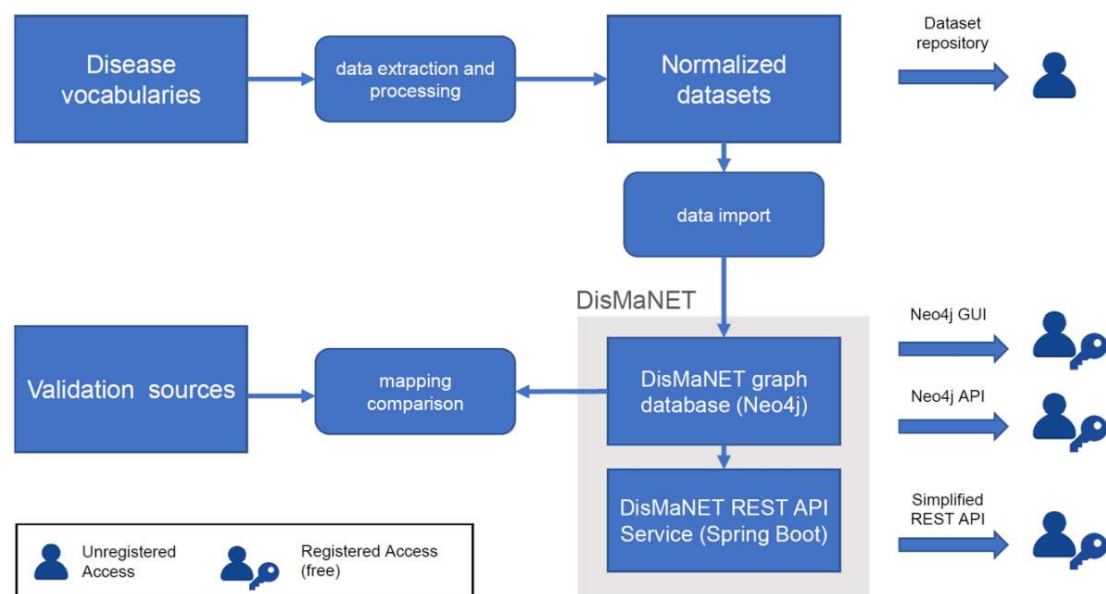 Disease
vocabularies
data extraction and
processing
Normalized
datasets
Dataset
repository
data import
DisMaNET
Validation sources
mapping
comparison
DisMaNET graph
database (Neo4j)
Neo4j GUI
Neo4j API
DisMaNET REST API
Service (Spring Boot)
Simplified
REST API
Unregistered
Access
Registered Access
(free)